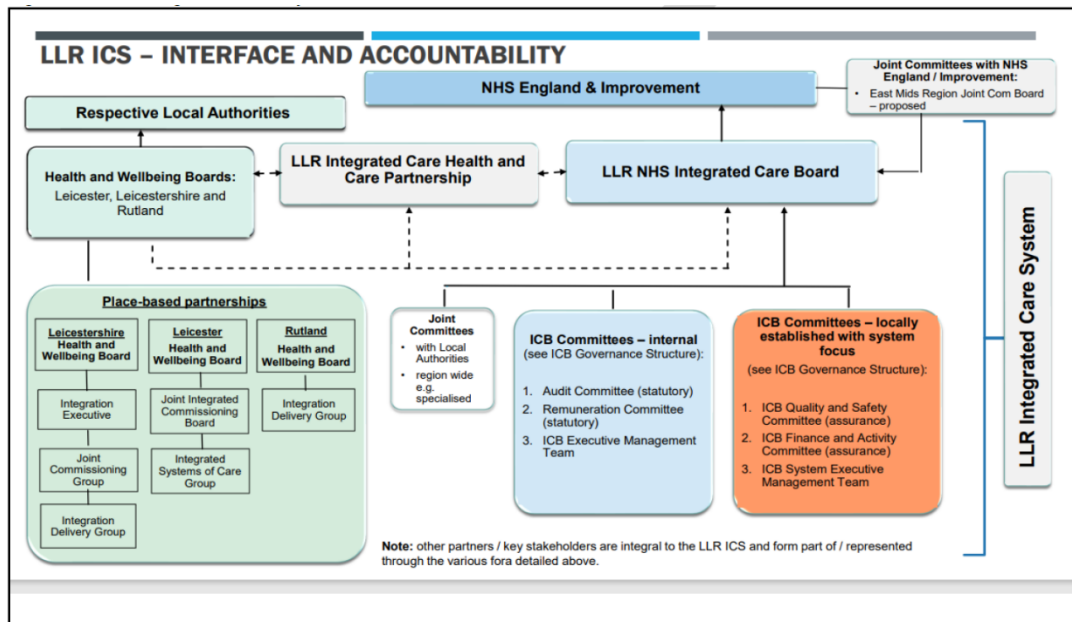 LLR ICS – INTERFACE AND ACCOUNTABILITY
Joint Committees with NHS
England / Improvement:
• East Mids Region Joint Com Board
– proposed
NHS England & Improvement
Respective Local Authorities
Health and Wellbeing Boards:
Leicester, Leicestershire and
Rutland
LLR Integrated Care Health and
Care Partnership
LLR NHS Integrated Care Board
LLR Integrated Care System
Place-based partnerships
Leicestershire
Health and
Wellbeing Board
Integration
Executive
Joint
Commissioning
Group
Integration
Delivery Group
Leicester
Health and
Wellbeing Board
Joint Integrated
Commissioning
Board
Integrated
Systems of Care
Group
Rutland
Health and
Wellbeing Board
Integration
Delivery Group
Joint
Committees
• with Local
Authorities
• region wide
e.g.
specialised
ICB Committees – internal
(see ICB Governance Structure):
1. Audit Committee (statutory)
2. Remuneration Committee
(statutory)
3. ICB Executive Management
Team
ICB Committees – locally
established with system
focus
(see ICB Governance Structure):
1. ICB Quality and Safety
Committee (assurance)
2. ICB Finance and Activity
Committee (assurance)
3. ICB System Executive
Management Team
Note: other partners / key stakeholders are integral to the LLR ICS and form part of / represented
through the various fora detailed above.